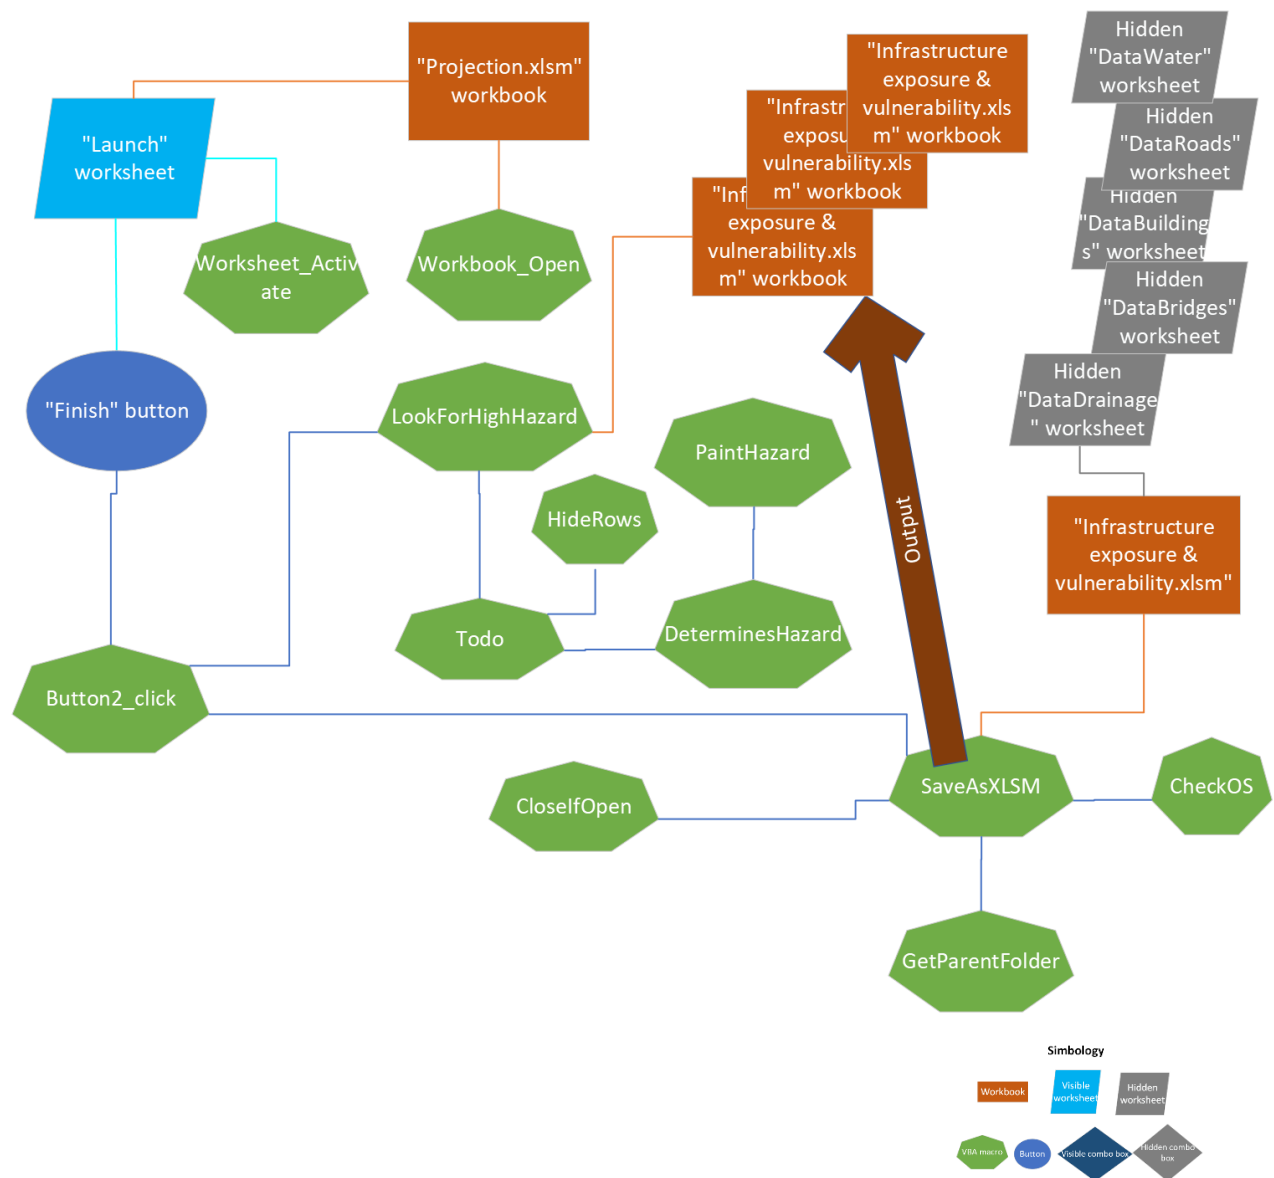 "Projection.xlsm"
workbook
"Launch"
worksheet
Worksheet_Activ
ate
Workbook_Open
"Infrastructure
exposure &
vulnerability.xls
m" workbook
"Infrastr
exposu
vulnerability.xls
m" workbook
"Inf
exposure &
vulnerability.xls
m" workbook
Hidden
"DataWater"
worksheet
Hidden
"DataRoads"
worksheet
Hidden
"DataBuilding
s" worksheet
Hidden
"DataBridges"
worksheet
Hidden
"DataDrainage
" worksheet
"Finish" button
LookForHighHazard
PaintHazard
HideRows
Output
"Infrastructure
exposure &
vulnerability.xlsm"
Todo
DeterminesHazard
Button2_click
CloseIfOpen
SaveAsXLSM
CheckOS
GetParentFolder
Simbology
Workbook
Visible
worksheet
Hidden
worksheet
VBA macro
Button
Visible combo box
Hidden combo
box